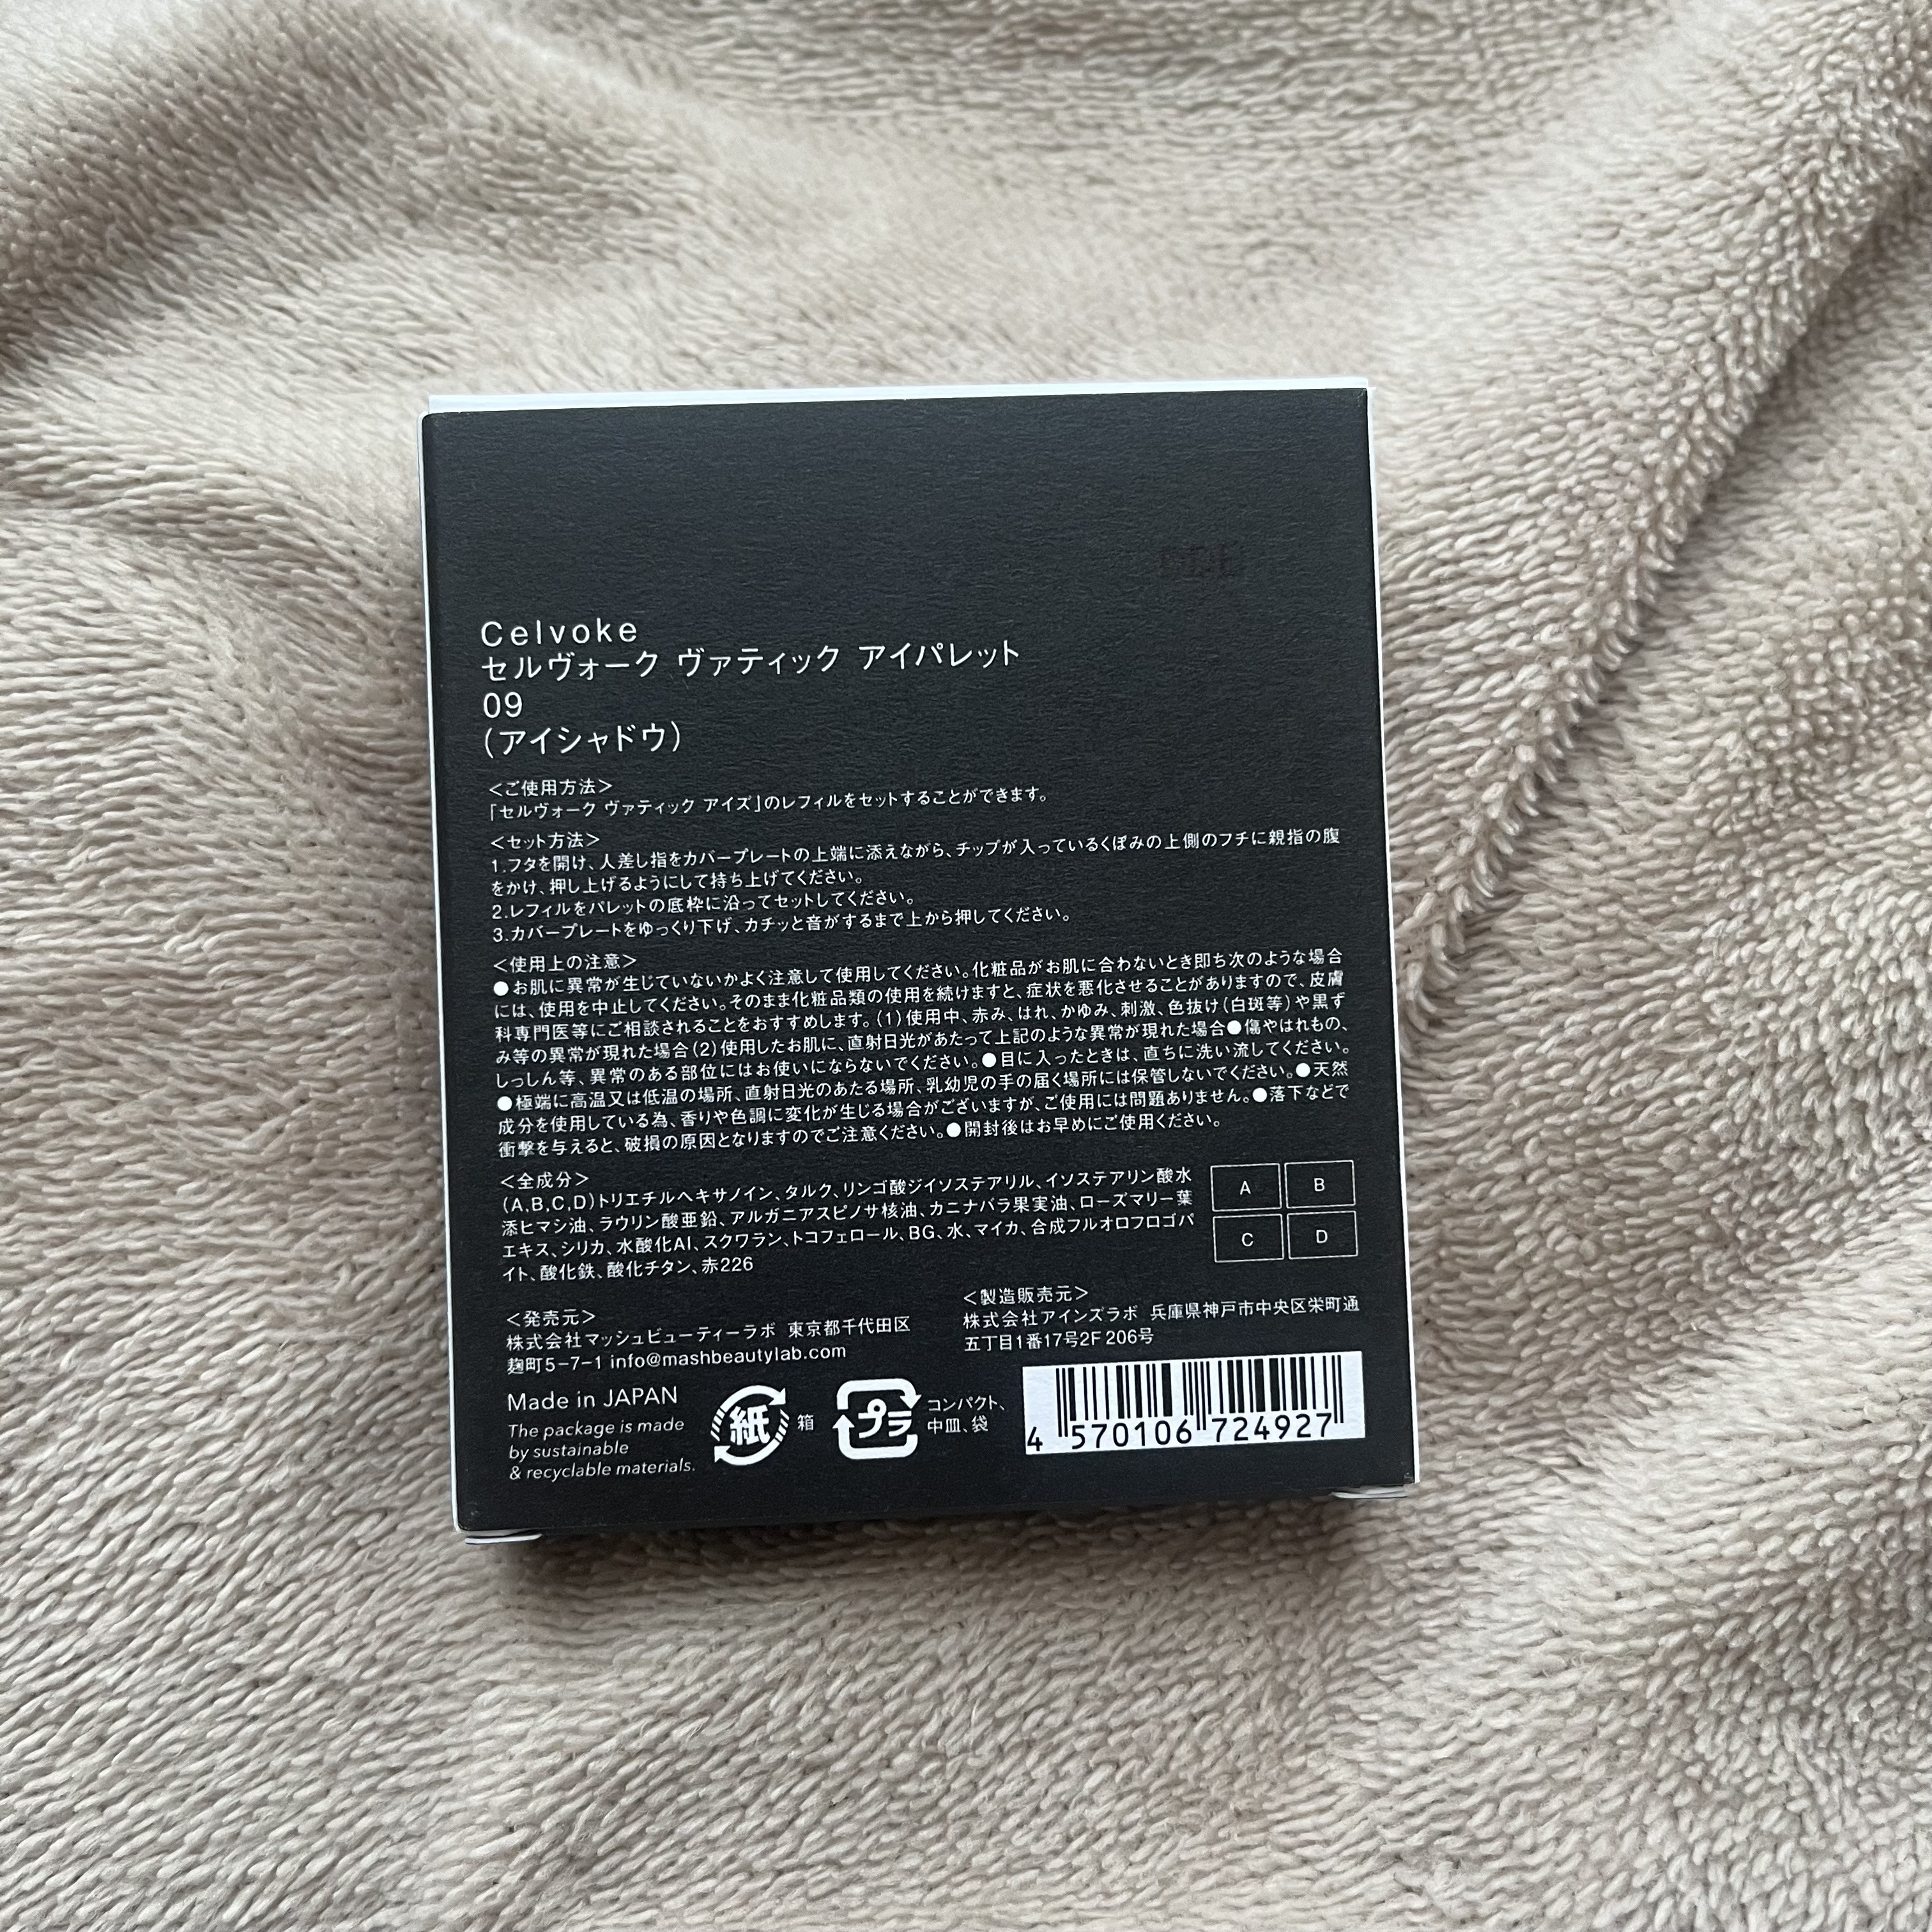 Celvoke
セルヴォーク ヴァティック アイパレット
09
(アイシャドウ)
<ご使用方法>
「セルヴォーク ヴァティック アイズ」のレフィルをセットすることができます。
<セット方法>
1.フタを開け、人差し指をカバープレートの上端に添えながら、チップが入っているくぼみの上側のフチに親指の腹
をかけ、押し上げるようにして持ち上げてください。
2.レフィルをパレットの底枠に沿ってセットしてください。
3.カバープレートをゆっくり下げ、カチッと音がするまで上から押してください。
<使用上の注意>
●お肌に異常が生じていないかよく注意して使用してください。化粧品がお肌に合わないとき即ち次のような場合
には、使用を中止してください。そのまま化粧品類の使用を続けますと、症状を悪化させることがありますので、皮膚
科専門医等にご相談されることをおすすめします。(1)使用中、赤み、はれ、かゆみ、刺激、色抜け(白斑等)や黒ず
み等の異常が現れた場合(2)使用したお肌に、直射日光があたって上記のような異常が現れた場合●傷やはれもの、
しっしん等、異常のある部位にはお使いにならないでください。●目に入ったときは、直ちに洗い流してください。
●極端に高温又は低温の場所、直射日光のあたる場所、乳幼児の手の届く場所には保管しないでください。●天然
成分を使用している為、香りや色調に変化が生じる場合がございますが、ご使用には問題ありません。●落下などで
衝撃を与えると、破損の原因となりますのでご注意ください。●開封後はお早めにご使用ください。
<全成分>
(A,B,C,D)トリエチルヘキサノイン、タルク、リンゴ酸ジイソステアリル、イソステアリン酸水
添ヒマシ油、ラウリン酸亜鉛、アルガニアスピノサ核油、カニナバラ果実油、ローズマリー葉
エキス、シリカ、水酸化Al、スクワラン、トコフェロール、BG、水、マイカ、合成フルオロフロゴパ
イト、酸化鉄、酸化チタン、赤226
A B
C D
<発売元>
株式会社マッシュビューティーラボ 東京都千代田区
麹町5-7-1 info@mashbeautylab.com
<製造販売元>
株式会社アインズラボ 兵庫県神戸市中央区栄町通
五丁目1番17号2F 206号
Made in JAPAN
The package is made
by sustainable
& recyclable materials.
紙 箱
プラ コンパクト、
中皿、袋
4 570106 724927